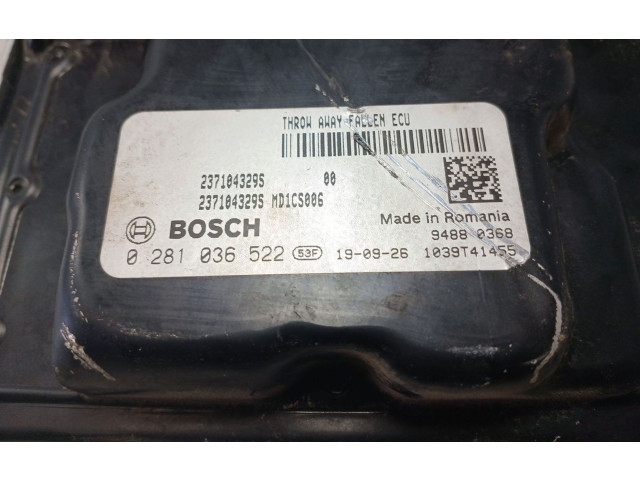 THROW AWAY FALLEN ECU
237104329S 00
237104329S MD1CS006
BOSCH Made in Romania
9488 0368
0 281 036 522 53F 19-09-26 1039T41455